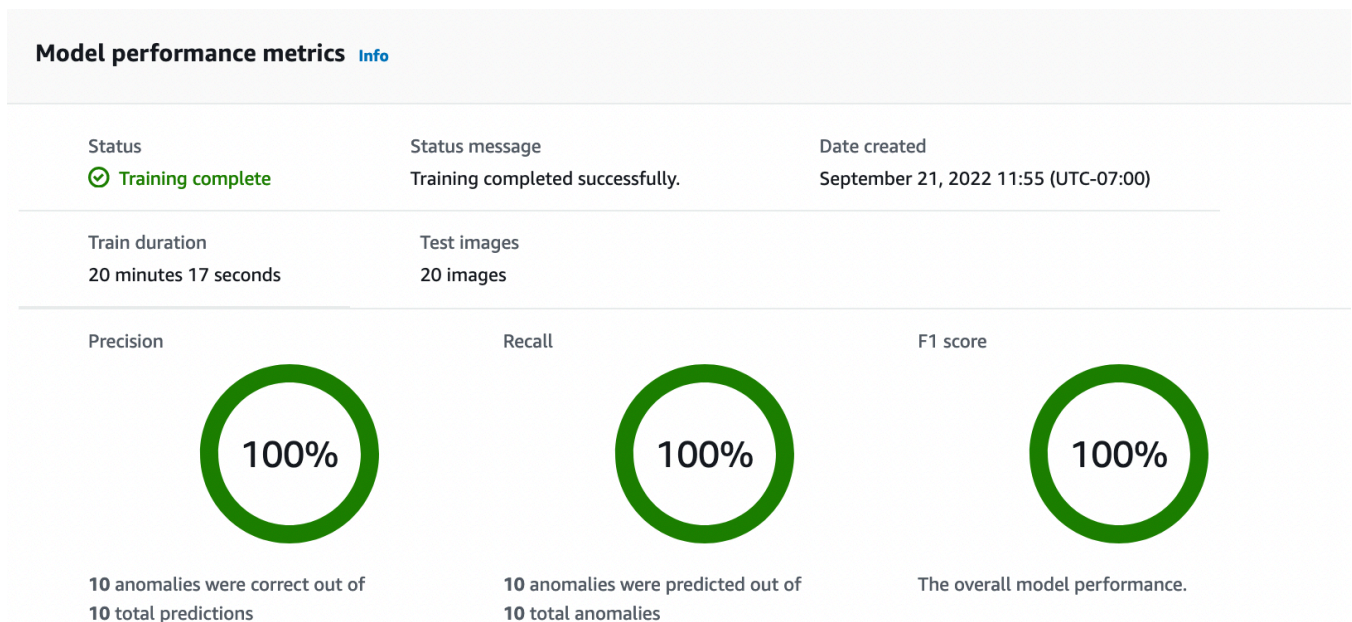 Model performance metrics Info
Status
Training complete
Status message
Training completed successfully.
Date created
September 21, 2022 11:55 (UTC-07:00)
Train duration
20 minutes 17 seconds
Test images
20 images
Precision
100%
10 anomalies were correct out of
10 total predictions
Recall
100%
10 anomalies were predicted out of
10 total anomalies
F1 score
100%
The overall model performance.